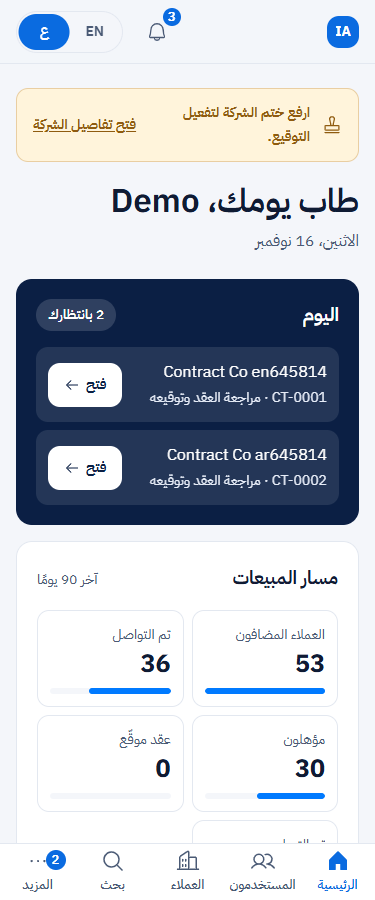 IA
3
EN
ع
ارفع ختم الشركة لتفعيل
التوقيع.
فتح تفاصيل الشركة
طاب يومك، Demo
الاثنين، 16 نوفمبر
اليوم
2 بانتظارك
Contract Co en645814
CT-0001 · مراجعة العقد وتوقيعه
فتح ←
Contract Co ar645814
CT-0002 · مراجعة العقد وتوقيعه
فتح ←
مسار المبيعات
آخر 90 يومًا
العملاء المضافون
53
تم التواصل
36
مؤهلون
30
عقد موقّع
0
الرئيسية
المستخدمون
العملاء
بحث
2
المزيد